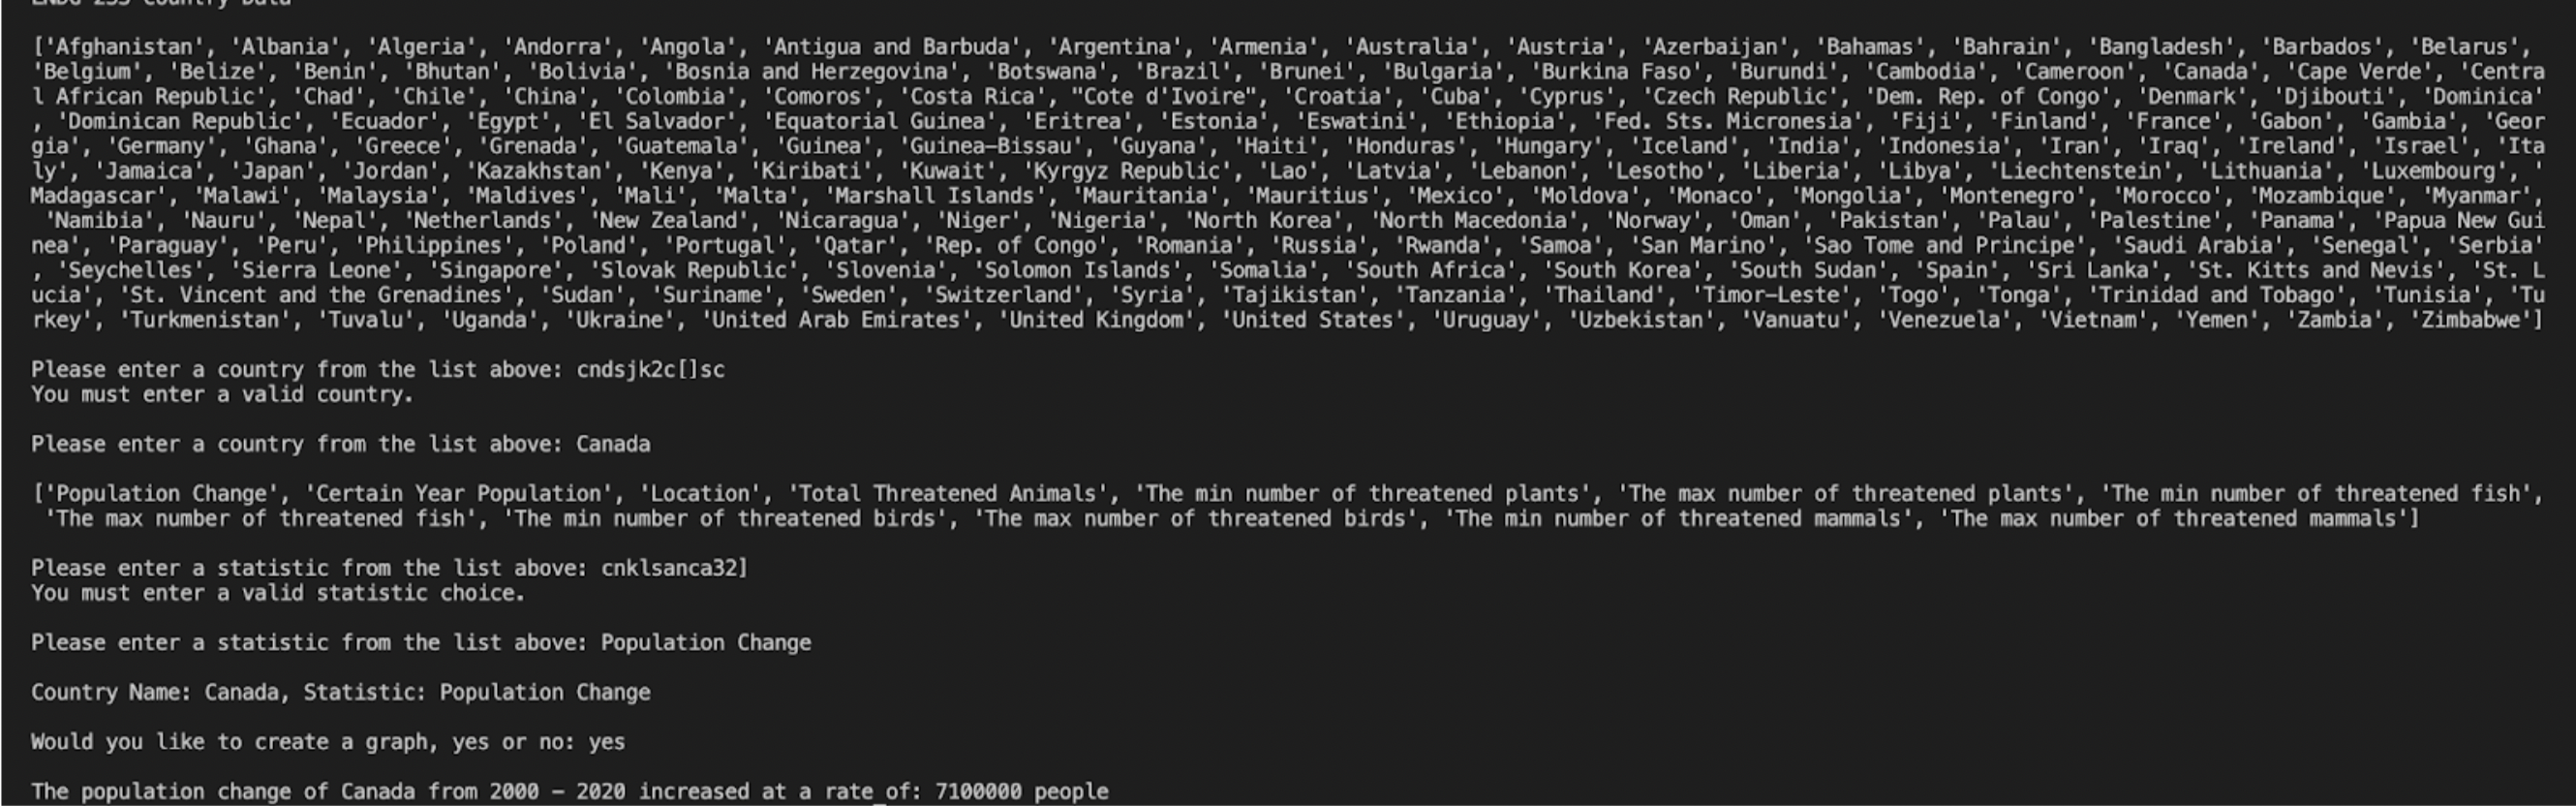 ENDG 233 Country Data
['Afghanistan', 'Albania', 'Algeria', 'Andorra', 'Angola', 'Antigua and Barbuda', 'Argentina', 'Armenia', 'Australia', 'Austria', 'Azerbaijan', 'Bahamas', 'Bahrain', 'Bangladesh', 'Barbados', 'Belarus',
'Belgium', 'Belize', 'Benin', 'Bhutan', 'Bolivia', 'Bosnia and Herzegovina', 'Botswana', 'Brazil', 'Brunei', 'Bulgaria', 'Burkina Faso', 'Burundi', 'Cambodia', 'Cameroon', 'Canada', 'Cape Verde', 'Centra
l African Republic', 'Chad', 'Chile', 'China', 'Colombia', 'Comoros', 'Costa Rica', "Cote d'Ivoire", 'Croatia', 'Cuba', 'Cyprus', 'Czech Republic', 'Dem. Rep. of Congo', 'Denmark', 'Djibouti', 'Dominica'
, 'Dominican Republic', 'Ecuador', 'Egypt', 'El Salvador', 'Equatorial Guinea', 'Eritrea', 'Estonia', 'Eswatini', 'Ethiopia', 'Fed. Sts. Micronesia', 'Fiji', 'Finland', 'France', 'Gabon', 'Gambia', 'Geor
gia', 'Germany', 'Ghana', 'Greece', 'Grenada', 'Guatemala', 'Guinea', 'Guinea-Bissau', 'Guyana', 'Haiti', 'Honduras', 'Hungary', 'Iceland', 'India', 'Indonesia', 'Iran', 'Iraq', 'Ireland', 'Israel', 'Ita
ly', 'Jamaica', 'Japan', 'Jordan', 'Kazakhstan', 'Kenya', 'Kiribati', 'Kuwait', 'Kyrgyz Republic', 'Lao', 'Latvia', 'Lebanon', 'Lesotho', 'Liberia', 'Libya', 'Liechtenstein', 'Lithuania', 'Luxembourg', '
Madagascar', 'Malawi', 'Malaysia', 'Maldives', 'Mali', 'Malta', 'Marshall Islands', 'Mauritania', 'Mauritius', 'Mexico', 'Moldova', 'Monaco', 'Mongolia', 'Montenegro', 'Morocco', 'Mozambique', 'Myanmar',
'Namibia', 'Nauru', 'Nepal', 'Netherlands', 'New Zealand', 'Nicaragua', 'Niger', 'Nigeria', 'North Korea', 'North Macedonia', 'Norway', 'Oman', 'Pakistan', 'Palau', 'Palestine', 'Panama', 'Papua New Gui
nea', 'Paraguay', 'Peru', 'Philippines', 'Poland', 'Portugal', 'Qatar', 'Rep. of Congo', 'Romania', 'Russia', 'Rwanda', 'Samoa', 'San Marino', 'Sao Tome and Principe', 'Saudi Arabia', 'Senegal', 'Serbia'
, 'Seychelles', 'Sierra Leone', 'Singapore', 'Slovak Republic', 'Slovenia', 'Solomon Islands', 'Somalia', 'South Africa', 'South Korea', 'South Sudan', 'Spain', 'Sri Lanka', 'St. Kitts and Nevis', 'St. L
ucia', 'St. Vincent and the Grenadines', 'Sudan', 'Suriname', 'Sweden', 'Switzerland', 'Syria', 'Tajikistan', 'Tanzania', 'Thailand', 'Timor-Leste', 'Togo', 'Tonga', 'Trinidad and Tobago', 'Tunisia', 'Tu
rkey', 'Turkmenistan', 'Tuvalu', 'Uganda', 'Ukraine', 'United Arab Emirates', 'United Kingdom', 'United States', 'Uruguay', 'Uzbekistan', 'Vanuatu', 'Venezuela', 'Vietnam', 'Yemen', 'Zambia', 'Zimbabwe']
Please enter a country from the list above: cndsjk2c[]sc
You must enter a valid country.
Please enter a country from the list above: Canada
['Population Change', 'Certain Year Population', 'Location', 'Total Threatened Animals', 'The min number of threatened plants', 'The max number of threatened plants', 'The min number of threatened fish',
'The max number of threatened fish', 'The min number of threatened birds', 'The max number of threatened birds', 'The min number of threatened mammals', 'The max number of threatened mammals']
Please enter a statistic from the list above: cnklsanca32]
You must enter a valid statistic choice.
Please enter a statistic from the list above: Population Change
Country Name: Canada, Statistic: Population Change
Would you like to create a graph, yes or no: yes
The population change of Canada from 2000 - 2020 increased at a rate_of: 7100000 people